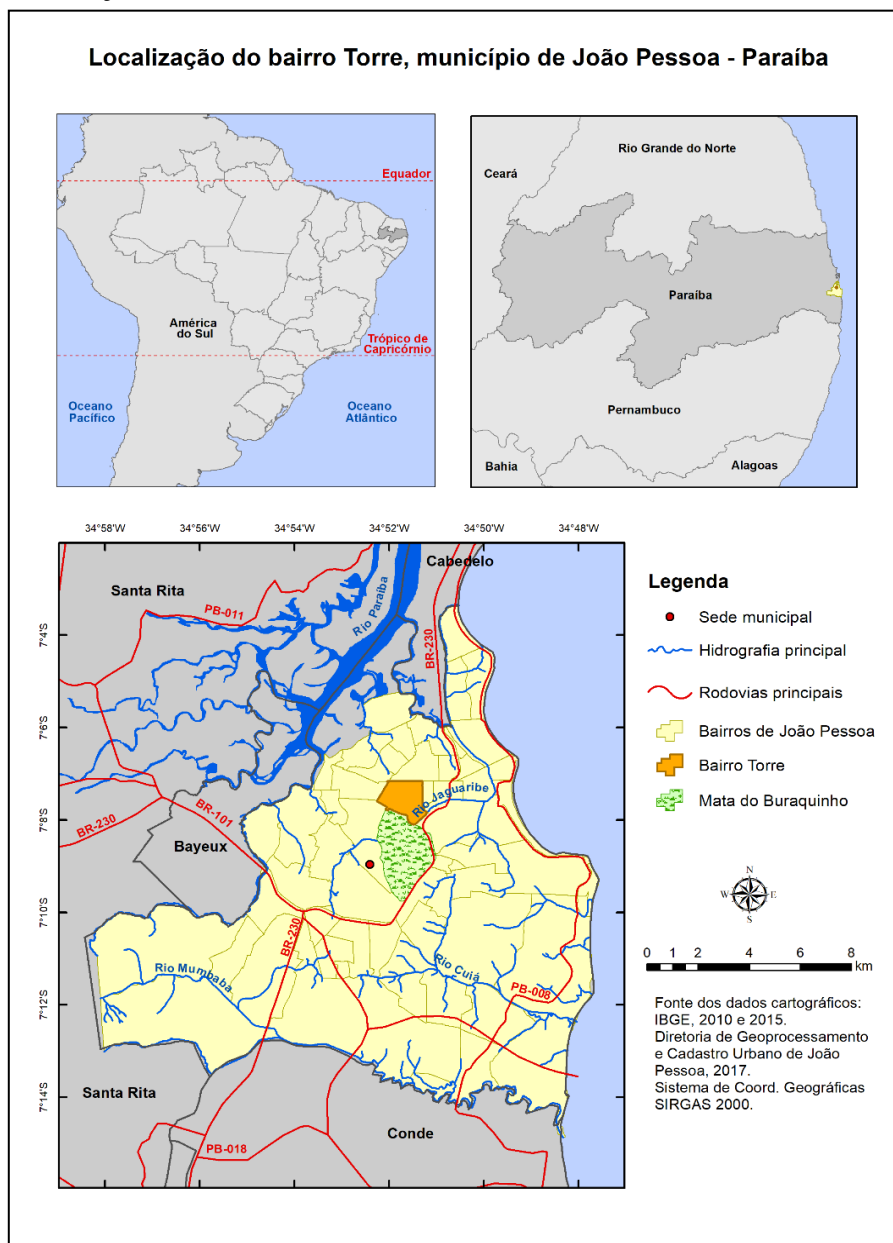 Localização do bairro Torre, município de João Pessoa - Paraíba
Equador
América
do Sul
Trópico de
Capricórnio
Oceano
Pacífico
Oceano
Atlântico
Rio Grande do Norte
Ceará
Paraíba
Pernambuco
Bahia
Alagoas
34°58'W 34°56'W 34°54'W 34°52'W 34°50'W 34°48'W
7°4'S
7°6'S
7°8'S
7°10'S
7°12'S
7°14'S
Cabedelo
Santa Rita
PB-011
Rio Paraíba
BR-230
Rio Jaguaribe
BR-230
BR-101
Bayeux
BR-230
Rio Mumbaba
Rio Cuiá
PB-008
Santa Rita
Conde
PB-018
Legenda
Sede municipal
Hidrografia principal
Rodovias principais
Bairros de João Pessoa
Bairro Torre
Mata do Buraquinho
N
W E
S
0 1 2 4 6 8
km
Fonte dos dados cartográficos:
IBGE, 2010 e 2015.
Diretoria de Geoprocessamento
e Cadastro Urbano de João
Pessoa, 2017.
Sistema de Coord. Geográficas
SIRGAS 2000.